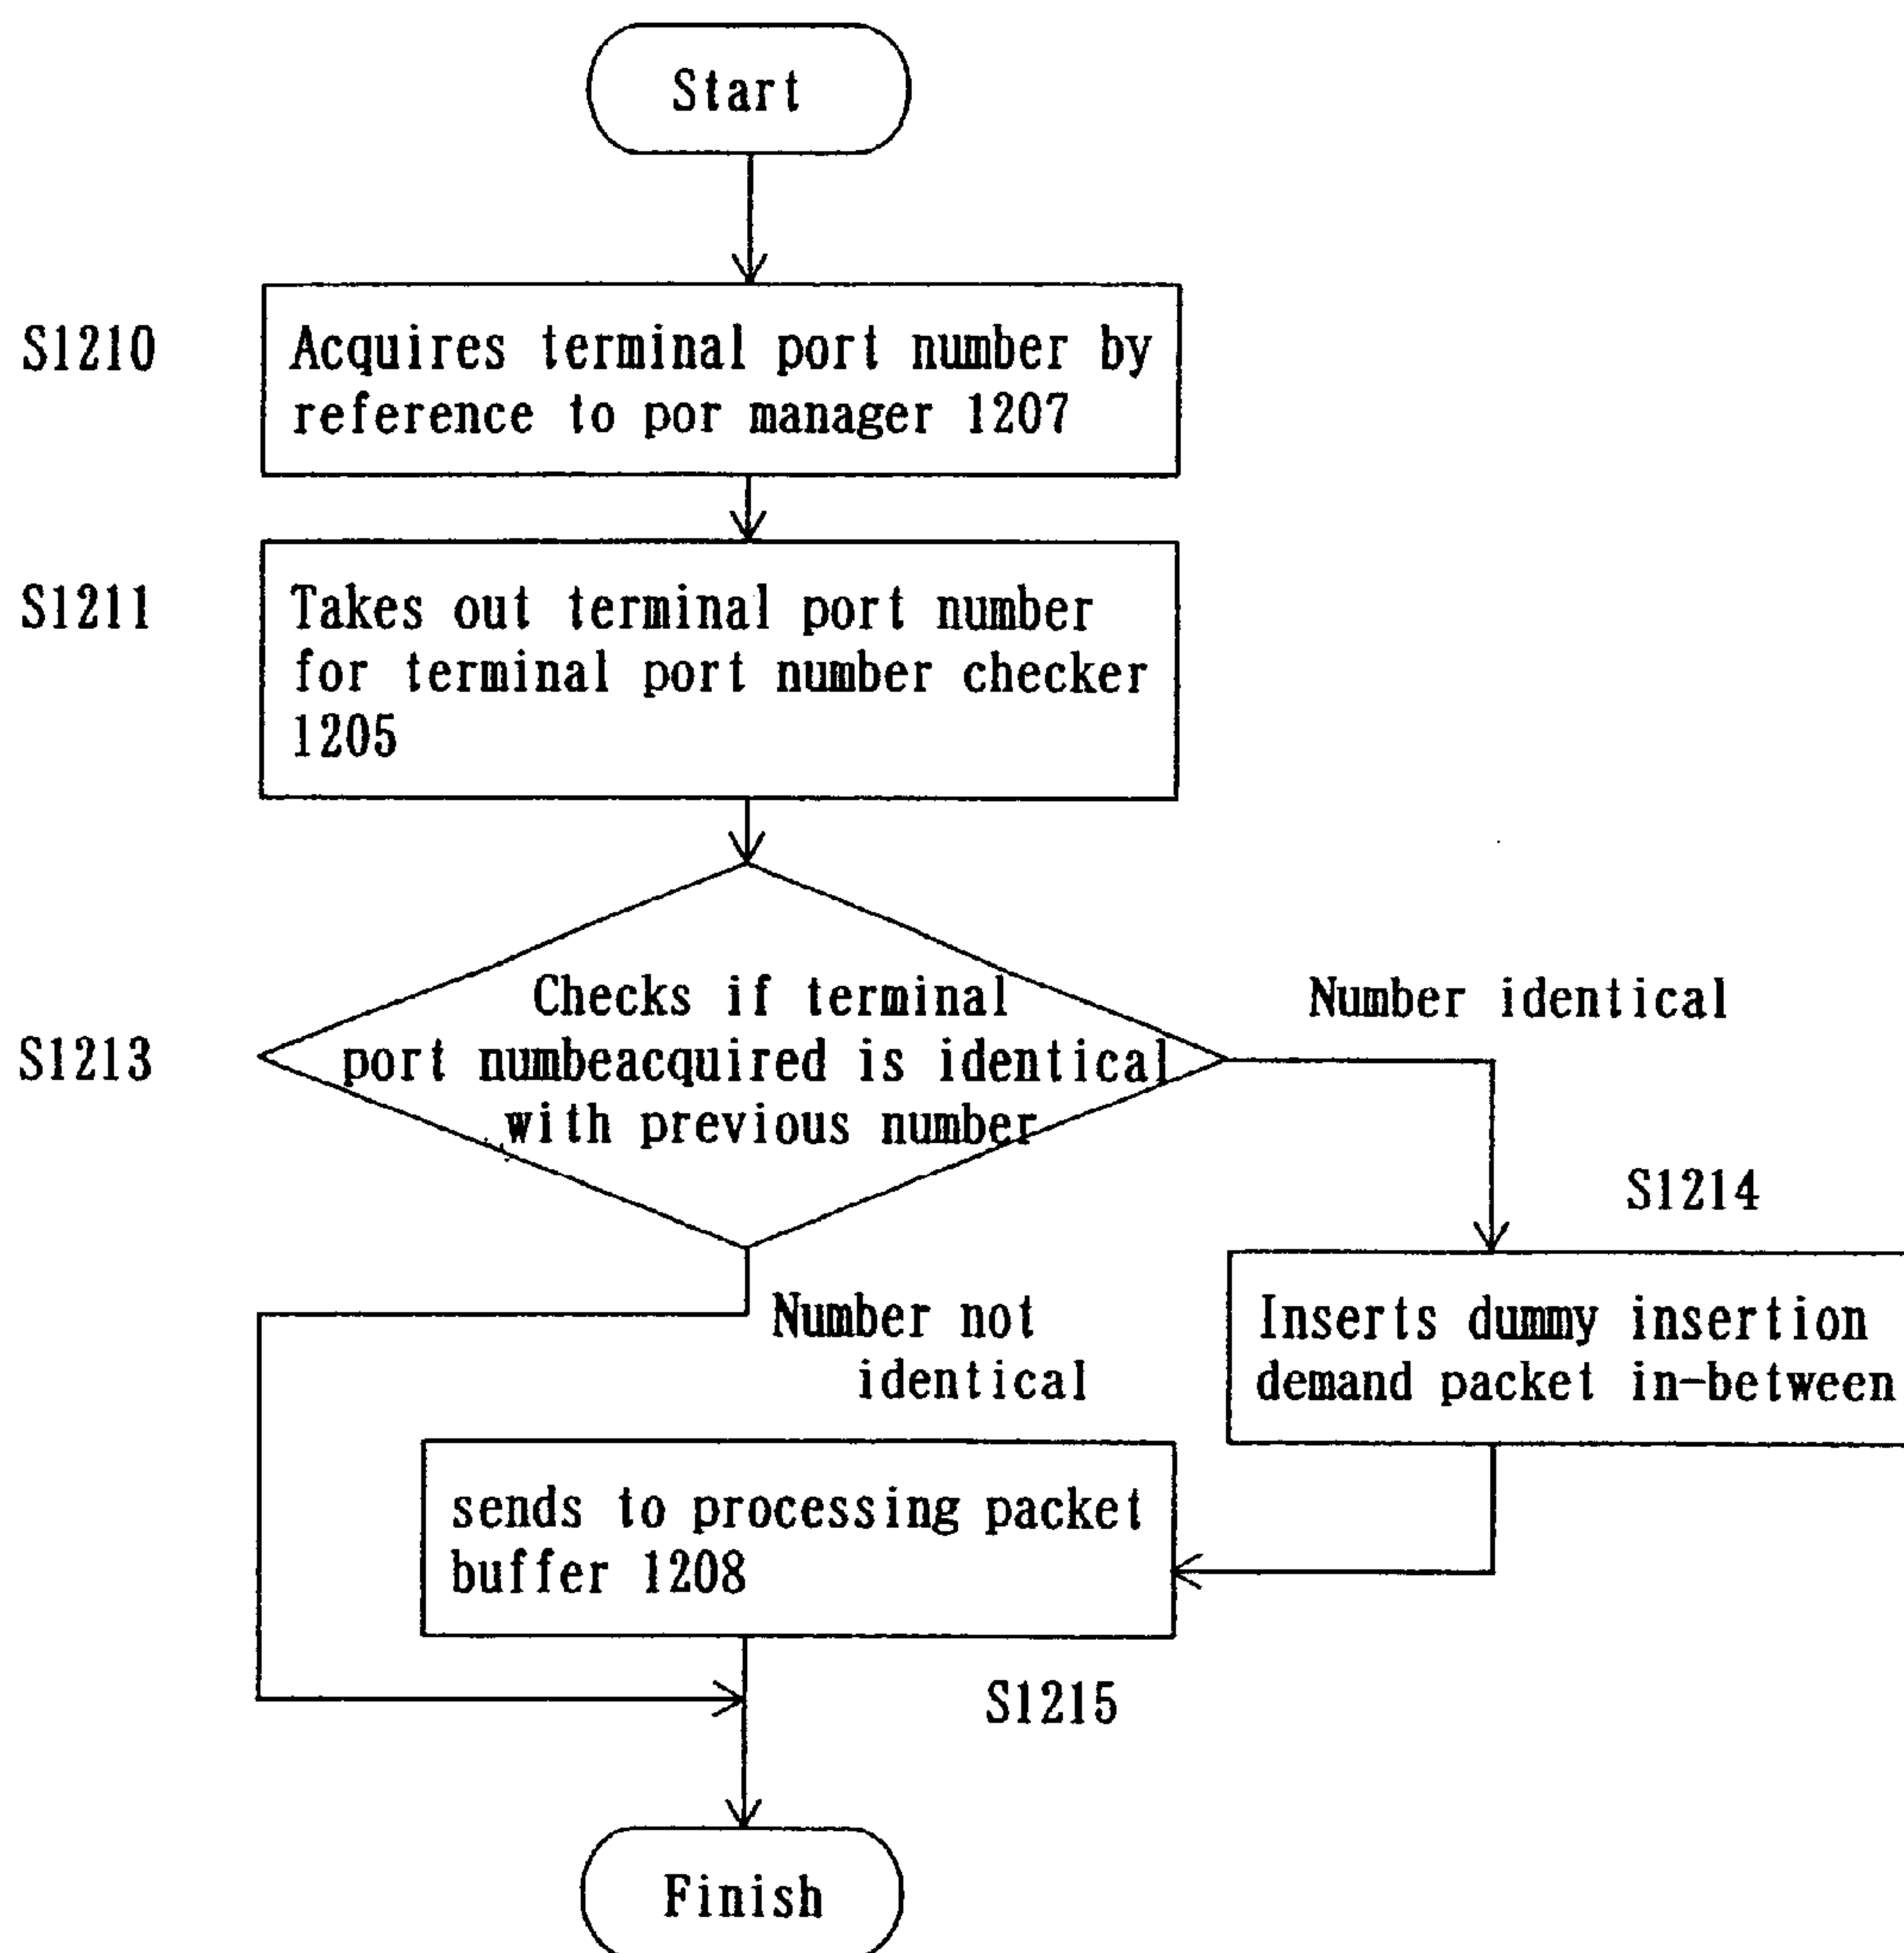 Start
S1210
Acquires terminal port number by
reference to por manager 1207
S1211
Takes out terminal port number
for terminal port number checker
1205
S1213
Checks if terminal
port numbeacquired is identical
with previous number
Number identical
S1214
Number not
identical
Inserts dummy insertion
demand packet in-between
sends to processing packet
buffer 1208
S1215
Finish